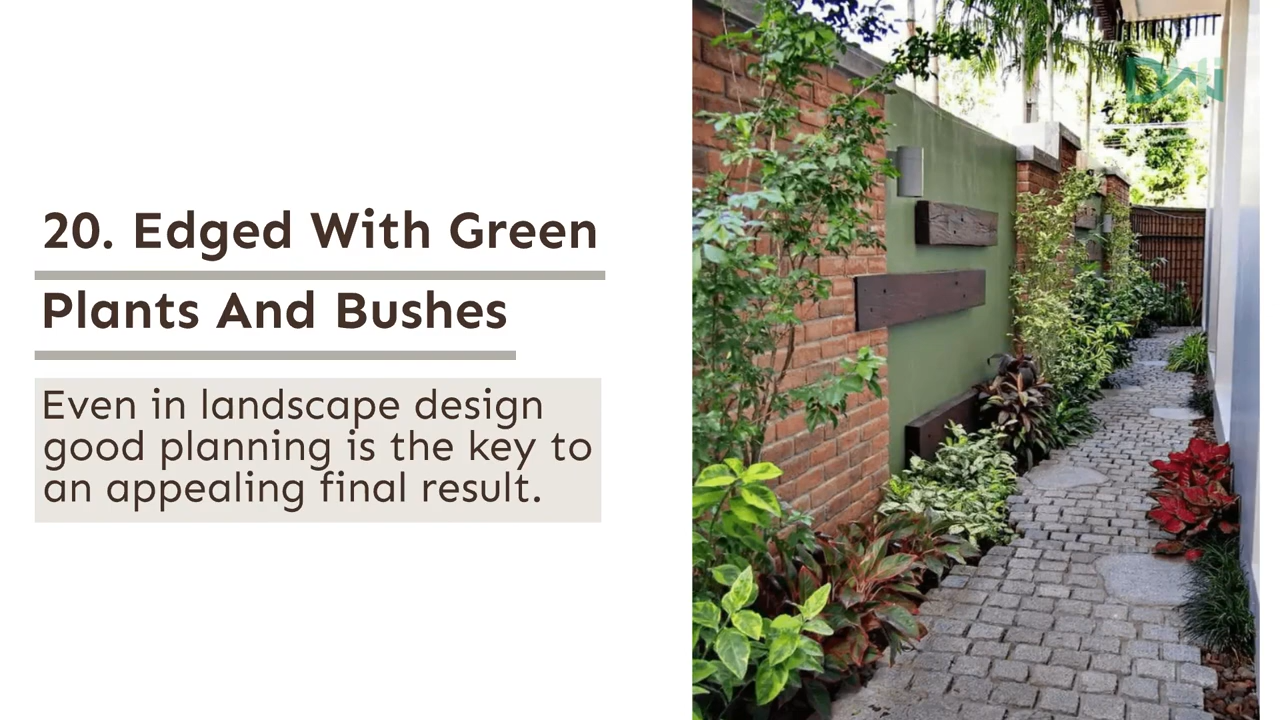 20. Edged With Green
Plants And Bushes
Even in landscape design
good planning is the key to
an appealing final result.